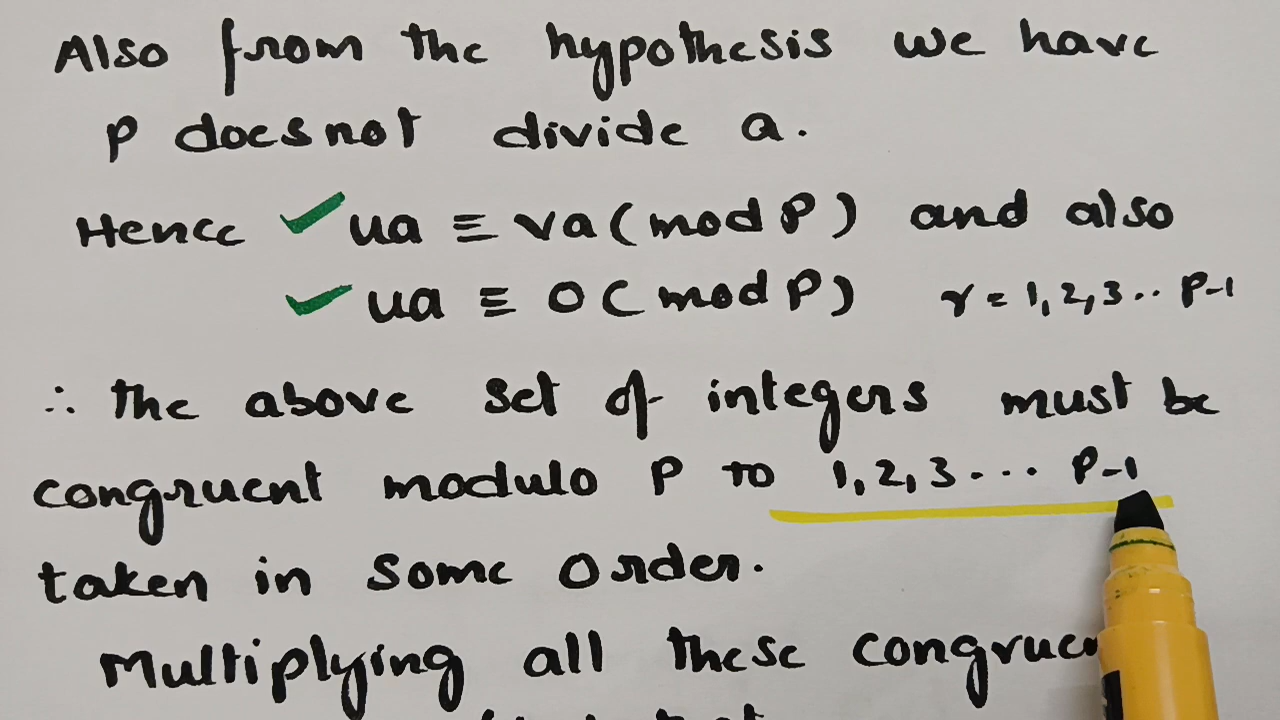 Also from the hypothesis we have
p does not divide a.
Hence ✓ ua ≡ va (mod P) and also
✓ ua ≡ 0 (mod P) r = 1, 2, 3 .. P-1
∴ The above set of integers must be
congruent modulo P to 1, 2, 3 .... P-1
taken in some order.
Multiplying all these